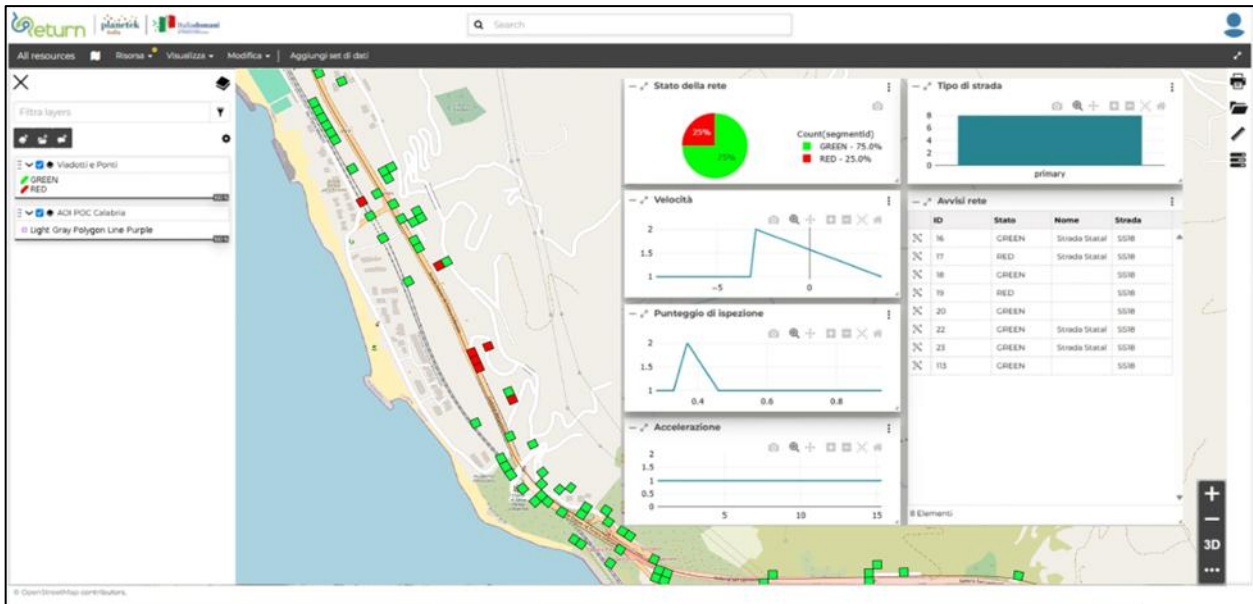 Return planetek italia Italiadomani
Search
All resources Risorsa Visualizza Modifica Aggiungi set di dati
Filtra layers
Viadotti e Ponti
GREEN
RED
AOI POC Calabria
Light Gray Polygon Line Purple
Stato della rete
25%
75%
Count(segmentId)
GREEN - 75.0%
RED - 25.0%
Tipo di strada
8
6
4
2
0
primary
Velocità
2
1.5
1
−5 0
Punteggio di ispezione
2
1.5
1
0.4 0.6 0.8
Accelerazione
2
1.5
1
0.5
0
5 10 15
Avvisi rete
ID Stato Nome Strada
16 GREEN Strada Statal SS18
17 RED Strada Statal SS18
18 GREEN SS18
19 RED SS18
20 GREEN SS18
22 GREEN Strada Statal SS18
23 GREEN Strada Statal SS18
113 GREEN SS18
8 Elementi
3D
© OpenStreetMap contributors.